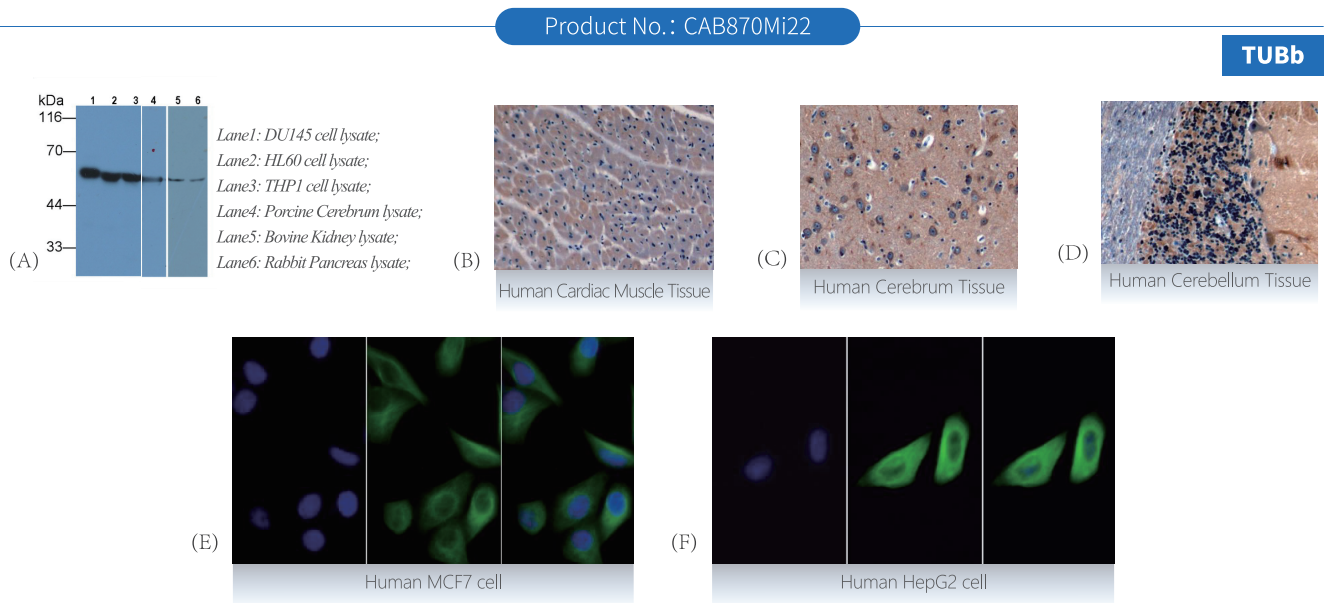 Product No.: CAB870Mi22
TUBb
kDa
1 2 3 4 5 6
116
70
44
33
Lane1: DU145 cell lysate;
Lane2: HL60 cell lysate;
Lane3: THP1 cell lysate;
Lane4: Porcine Cerebrum lysate;
Lane5: Bovine Kidney lysate;
Lane6: Rabbit Pancreas lysate;
(A)
(B)
Human Cardiac Muscle Tissue
(C)
Human Cerebrum Tissue
(D)
Human Cerebellum Tissue
(E)
Human MCF7 cell
(F)
Human HepG2 cell